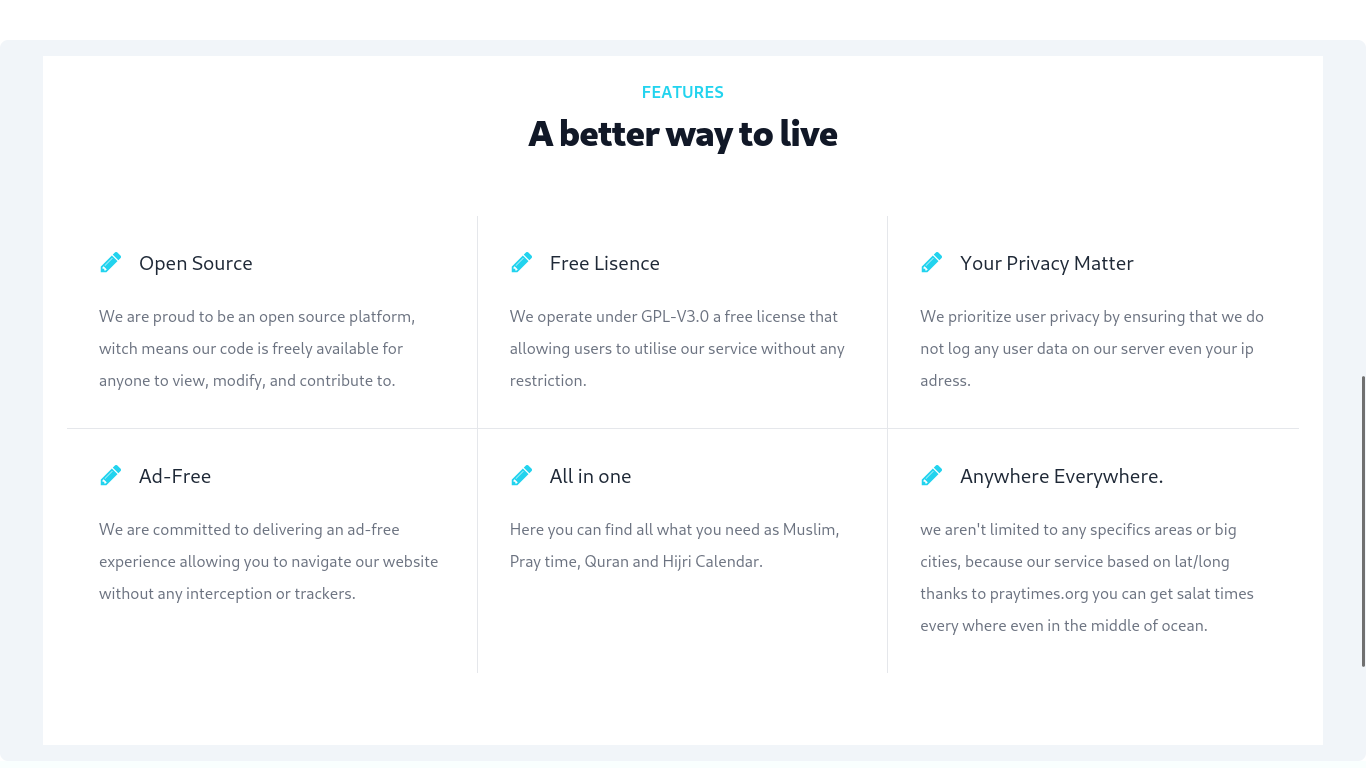 FEATURES
A better way to live
Open Source
We are proud to be an open source platform,
witch means our code is freely available for
anyone to view, modify, and contribute to.
Free Lisence
We operate under GPL-V3.0 a free license that
allowing users to utilise our service without any
restriction.
Your Privacy Matter
We prioritize user privacy by ensuring that we do
not log any user data on our server even your ip
adress.
Ad-Free
We are committed to delivering an ad-free
experience allowing you to navigate our website
without any interception or trackers.
All in one
Here you can find all what you need as Muslim,
Pray time, Quran and Hijri Calendar.
Anywhere Everywhere.
we aren't limited to any specifics areas or big
cities, because our service based on lat/long
thanks to praytimes.org you can get salat times
every where even in the middle of ocean.